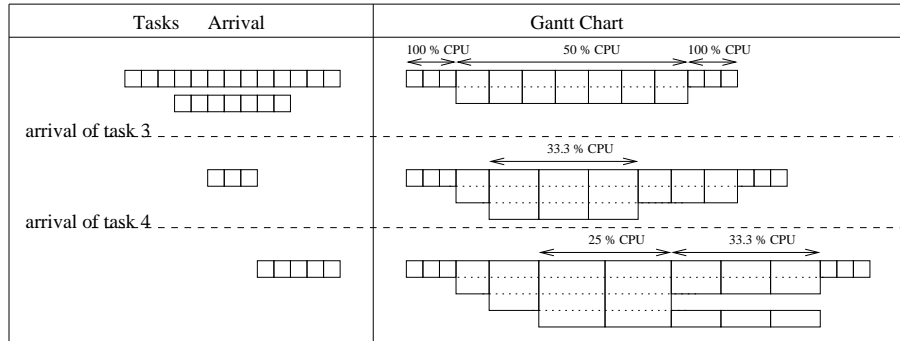 Tasks Arrival
Gantt Chart
100 % CPU 50 % CPU 100 % CPU
arrival of task 3
33.3 % CPU
arrival of task 4
25 % CPU 33.3 % CPU